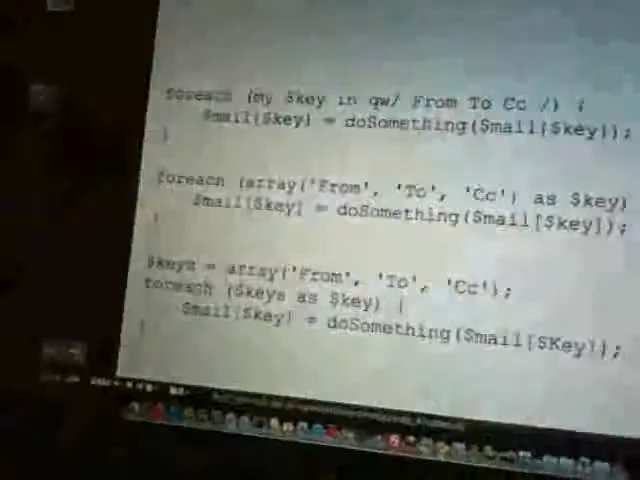 foreach (my $key in qw/ From To Cc /) {
$mail{$key} = doSomething($mail{$key});
}
foreach (array('From', 'To', 'Cc') as $key)
$mail[$key] = doSomething($mail[$key]);
}
$keys = array('From', 'To', 'Cc');
foreach ($keys as $key) {
$mail[$key] = doSomething($mail[$Key]);
}